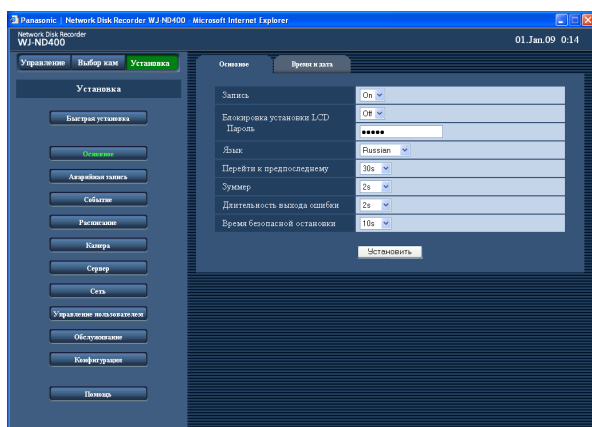 Panasonic | Network Disk Recorder WJ-ND400 - Microsoft Internet Explorer
Network Disk Recorder
WJ-ND400
01.Jan.09 0:14
Управление Выбор кам Установка
Основное Время и дата
Установка
Быстрая установка
Основное
Аварийная запись
Событие
Расписание
Камера
Сервер
Сеть
Управление пользователем
Обслуживание
Конфигурация
Помощь
Запись On
Блокировка установки LCD Off
Пароль •••••
Язык Russian
Перейти к предпоследнему 30s
Зуммер 2s
Длительность выхода ошибки 2s
Время безопасной остановки 10s
Установить